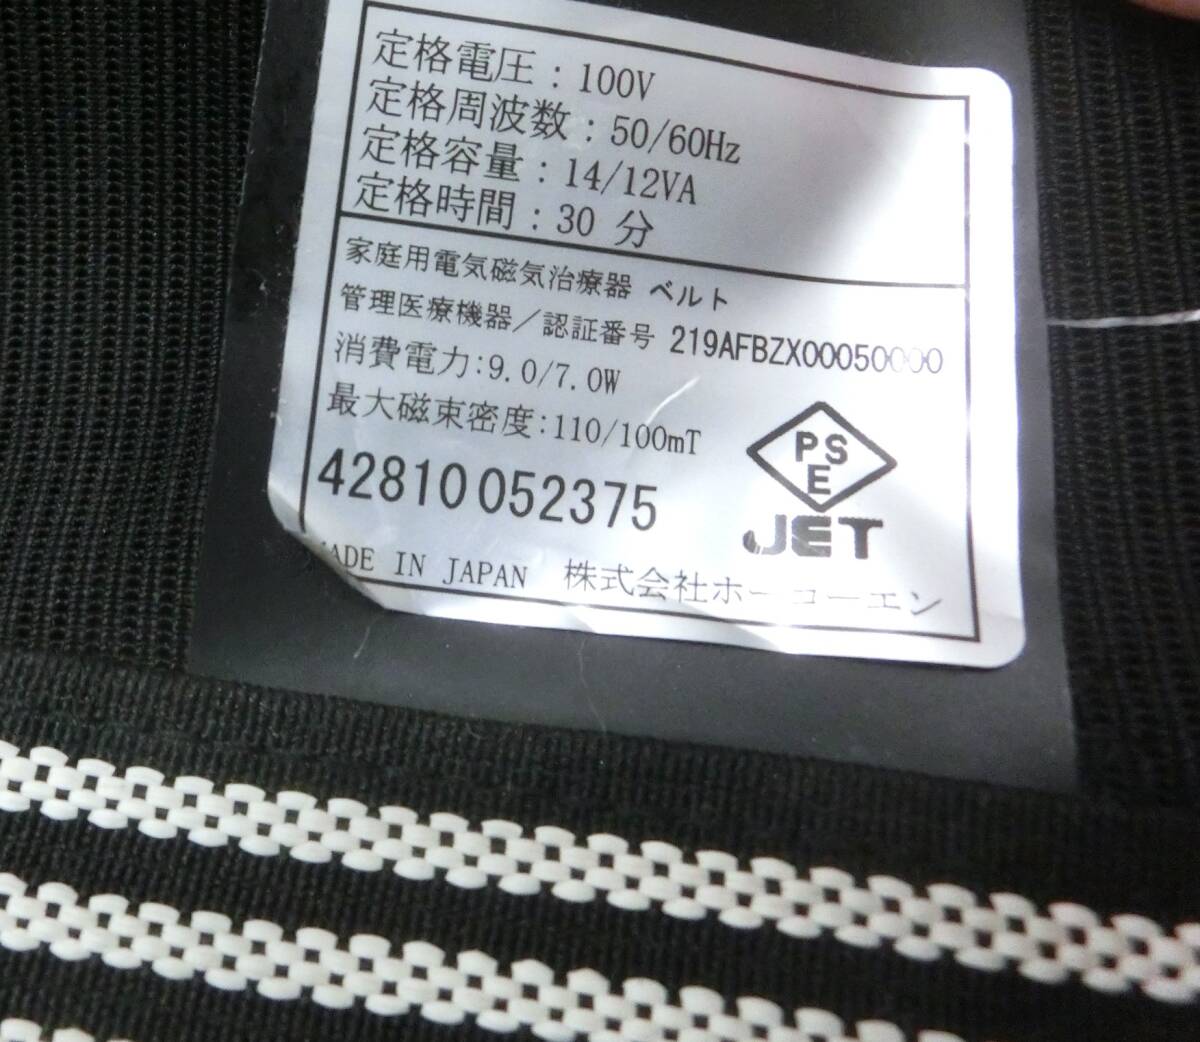 定格電圧：100V
定格周波数：50/60Hz
定格容量：14/12VA
定格時間：30 分
家庭用電気磁気治療器 ベルト
管理医療機器／認証番号 219AFBZX00050000
消費電力:9.0/7.0W
最大磁束密度:110/100mT
PSE
JET
42810052375
MADE IN JAPAN 株式会社ホーコーエン